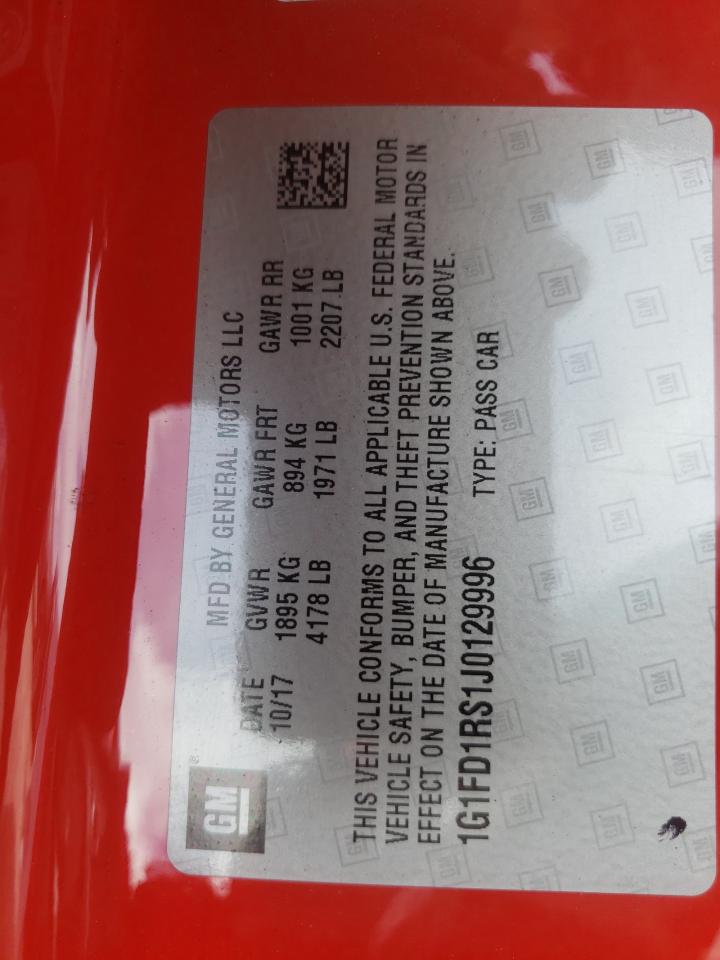 GM®
MFD BY GENERAL MOTORS LLC
DATE GVWR GAWR FRT GAWR RR
10/17 1895 KG 894 KG 1001 KG
4178 LB 1971 LB 2207 LB
THIS VEHICLE CONFORMS TO ALL APPLICABLE U.S. FEDERAL MOTOR
VEHICLE SAFETY, BUMPER, AND THEFT PREVENTION STANDARDS IN
EFFECT ON THE DATE OF MANUFACTURE SHOWN ABOVE.
1G1FD1RS1J0129996 TYPE: PASS CAR